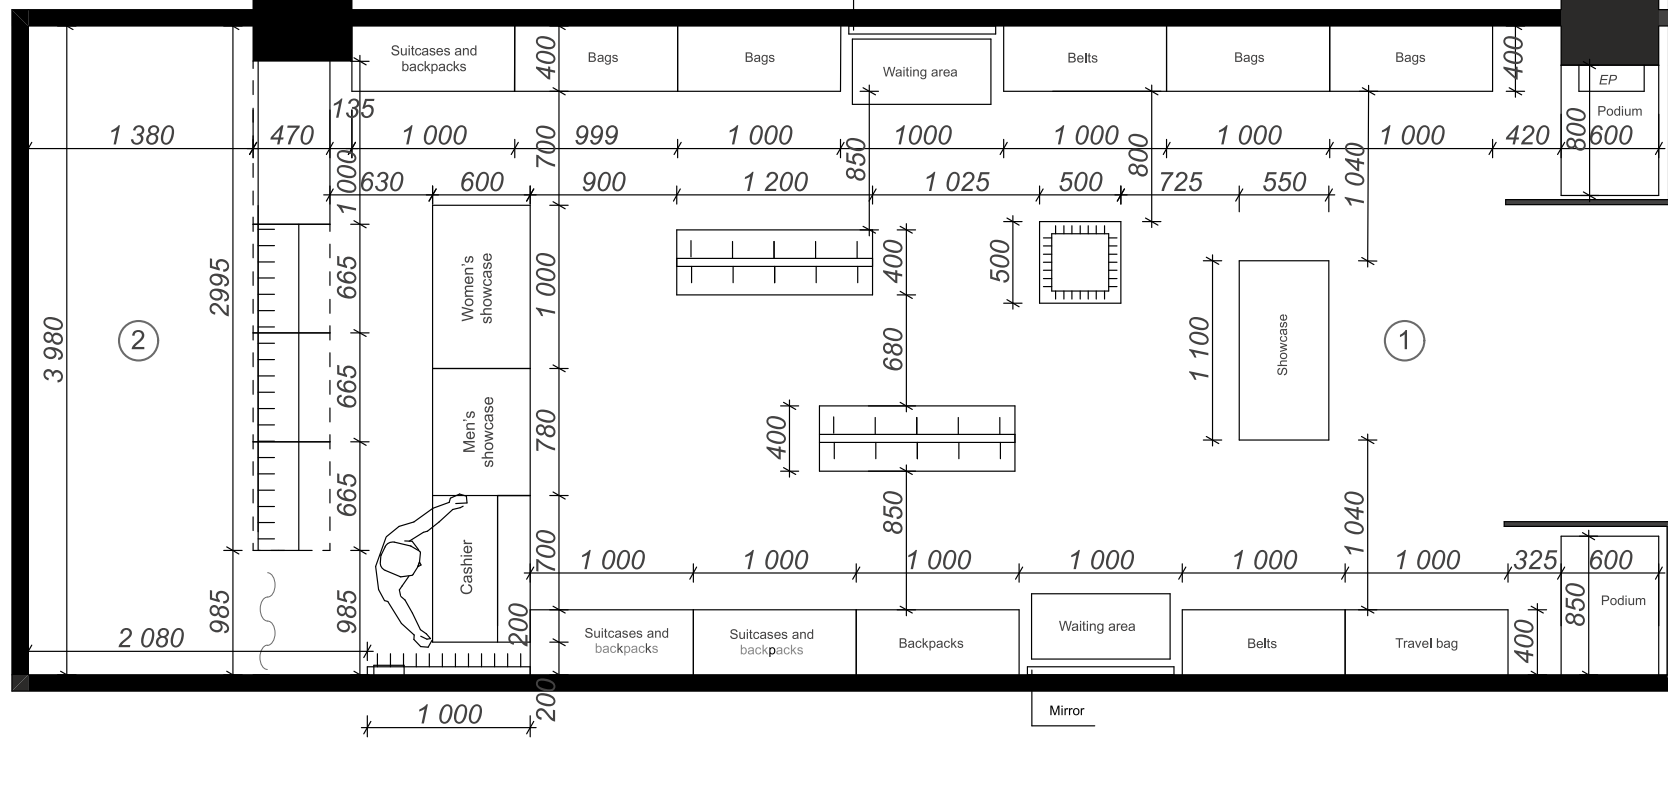 Suitcases and
backpacks
400
Bags
Bags
Waiting area
Belts
Bags
Bags
400
EP
Podium
135
1 380
470
1 000
700
999
1 000
850
1000
1 000
800
1 000
1 040
1 000
420
800
600
1 000
630
600
900
1 200
1 025
500
725
550
2995
665
Women's
showcase
1 000
400
500
3 980
2
680
1 100
Showcase
1
665
Men's
showcase
780
400
665
850
1 040
Cashier
700
1 000
1 000
1 000
1 000
1 000
1 000
325
600
985
985
200
850
Podium
2 080
Suitcases and
backpacks
Suitcases and
backpacks
Backpacks
Waiting area
Belts
Travel bag
400
1 000
200
Mirror